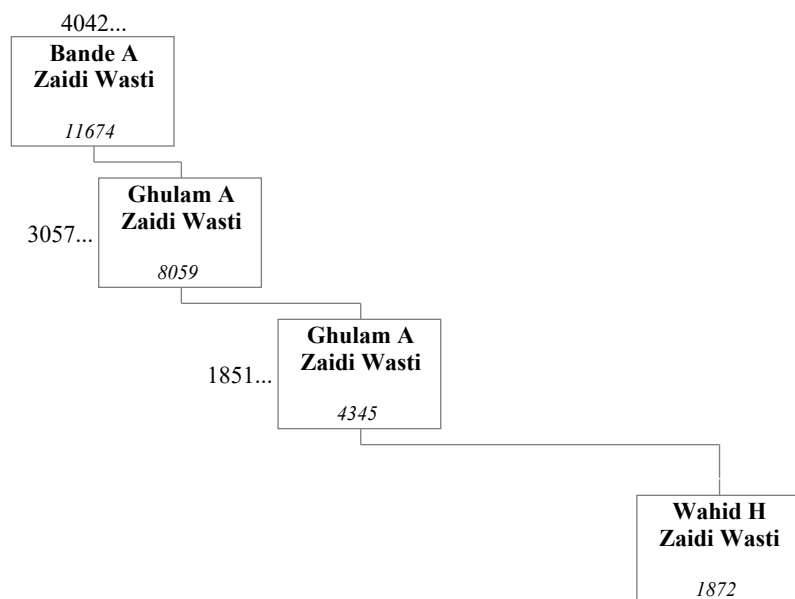 4042...
Bande A
Zaidi Wasti
11674
Ghulam A
Zaidi Wasti
3057...
8059
Ghulam A
Zaidi Wasti
1851...
4345
Wahid H
Zaidi Wasti
1872